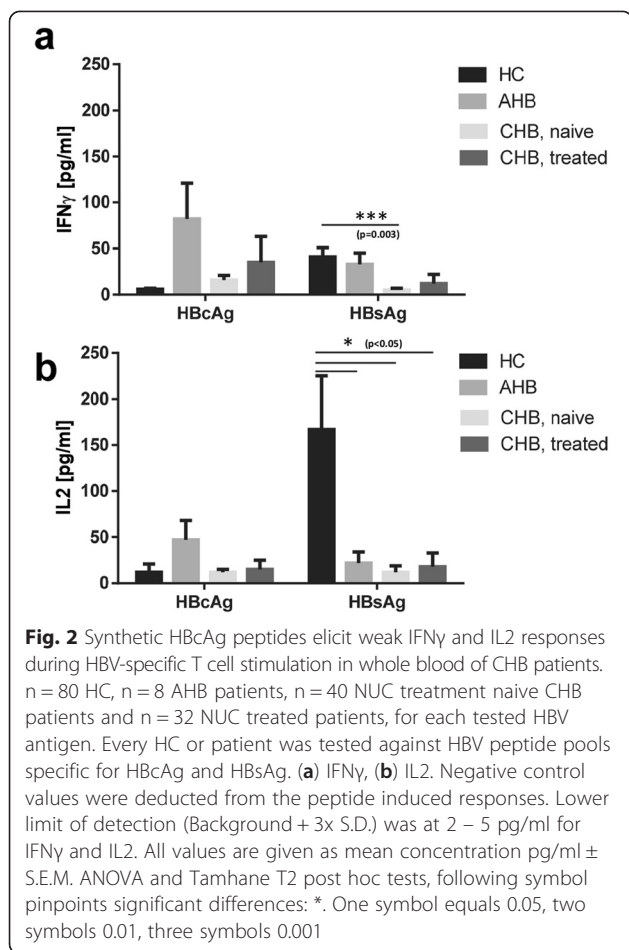 a
250
200
150
100
50
0
IFNγ [pg/ml]
HC
AHB
CHB, naive
CHB, treated
***
(p=0.003)
HBcAg HBsAg
b
250
200
150
100
50
0
IL2 [pg/ml]
* (p<0.05)
HC
AHB
CHB, naive
CHB, treated
HBcAg HBsAg
Fig. 2 Synthetic HBcAg peptides elicit weak IFNγ and IL2 responses
during HBV-specific T cell stimulation in whole blood of CHB patients.
n = 80 HC, n = 8 AHB patients, n = 40 NUC treatment naive CHB
patients and n = 32 NUC treated patients, for each tested HBV
antigen. Every HC or patient was tested against HBV peptide pools
specific for HBcAg and HBsAg. (a) IFNγ, (b) IL2. Negative control
values were deducted from the peptide induced responses. Lower
limit of detection (Background + 3x S.D.) was at 2 – 5 pg/ml for
IFNγ and IL2. All values are given as mean concentration pg/ml ±
S.E.M. ANOVA and Tamhane T2 post hoc tests, following symbol
pinpoints significant differences: *. One symbol equals 0.05, two
symbols 0.01, three symbols 0.001